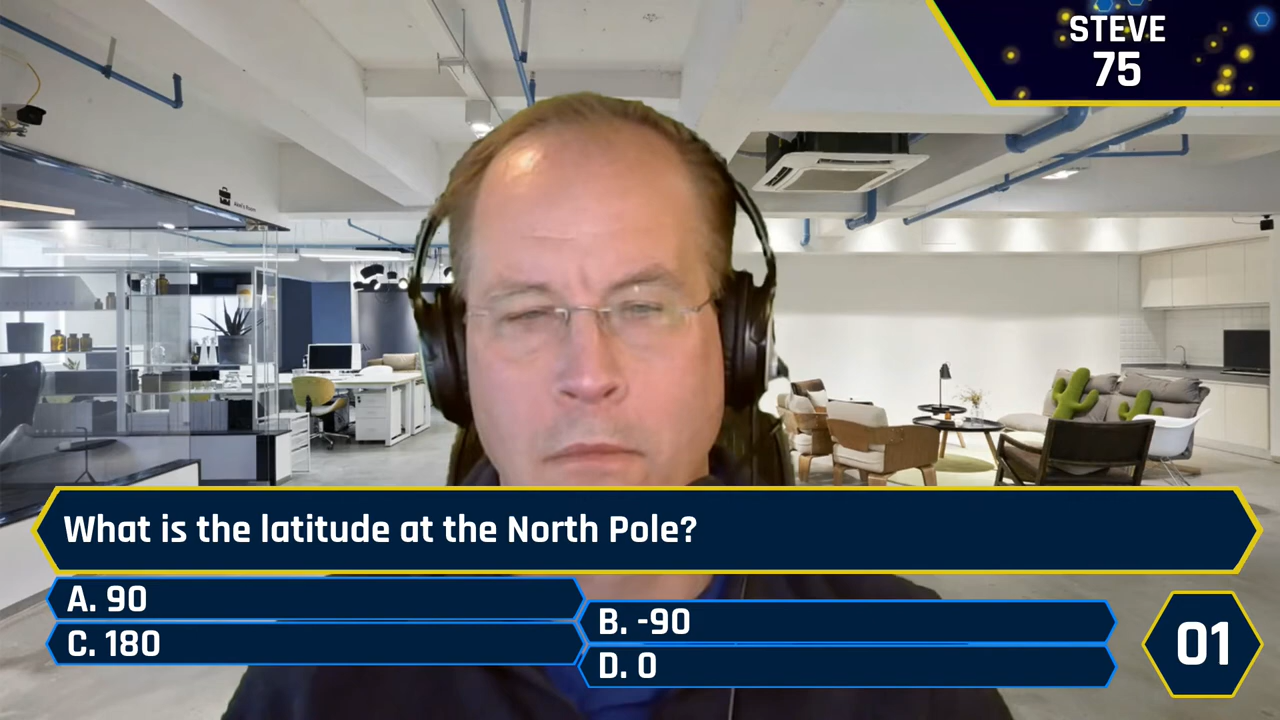 STEVE
75
What is the latitude at the North Pole?
A. 90
B. -90
C. 180
D. 0
01